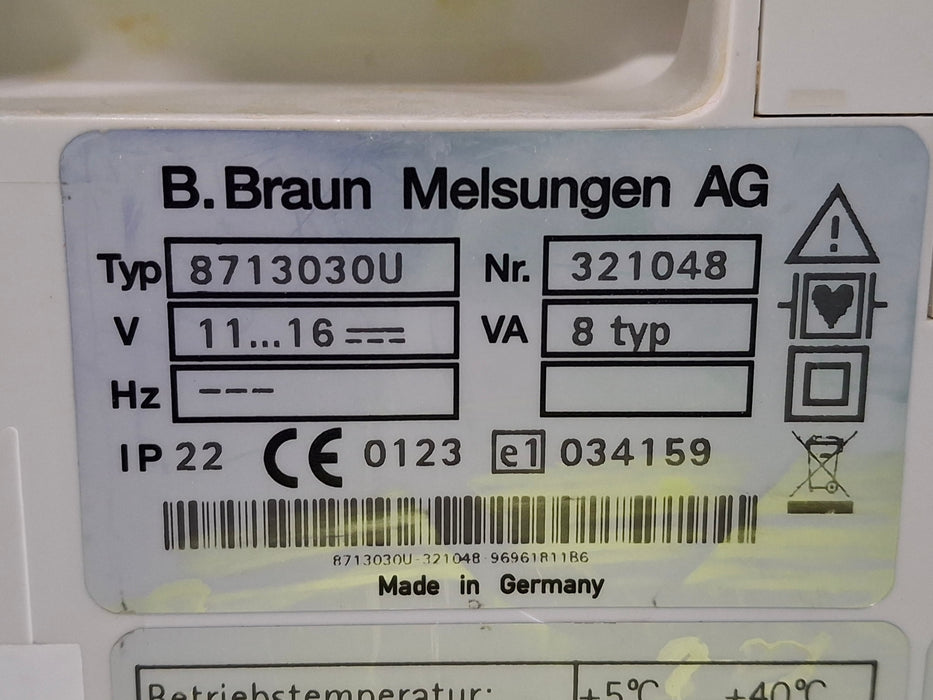 B. Braun Melsungen AG
Typ 8713030U Nr. 321048
V 11...16 VA 8 typ
Hz ---
IP 22 CE 0123 e1 034159
8713030U-321048-9696181186
Made in Germany
Betriebstemperatur: +5°C +40°C